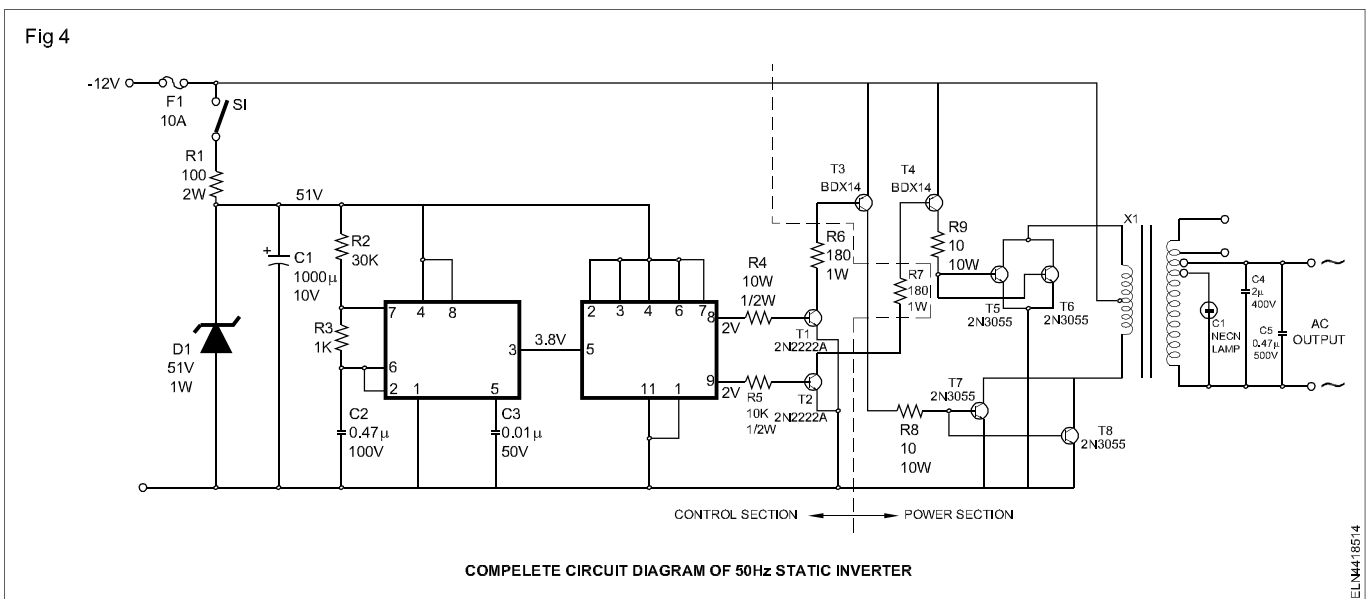 Fig 4
-12V
F1
10A
SI
R1
100
2W
51V
D1
51V
1W
C1
1000µ
10V
R2
30K
R3
1K
C2
0.47µ
100V
7
4
8
6
2
1
5
3
C3
0.01µ
50V
3.8V
2
3
4
6
7
5
8
9
11
1
2V
2V
R4
10W
1/2W
R5
10K
1/2W
T1
2N2222A
T2
2N2222A
R6
180
1W
R7
180
1W
T3
BDX14
T4
BDX14
R9
10
10W
T5
2N3055
T6
2N3055
T7
2N3055
R8
10
10W
T8
2N3055
X1
C1
NECN
LAMP
C4
2µ
400V
C5
0.47µ
500V
AC
OUTPUT
CONTROL SECTION
POWER SECTION
COMPELETE CIRCUIT DIAGRAM OF 50Hz STATIC INVERTER
ELN4418514